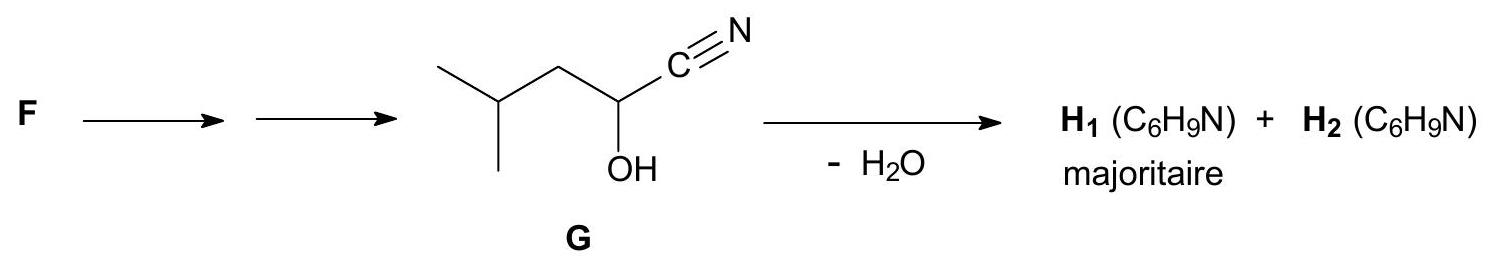 C≡N
F
H₁ (C₆H₉N) + H₂ (C₆H₉N)
- H₂O
OH
majoritaire
G